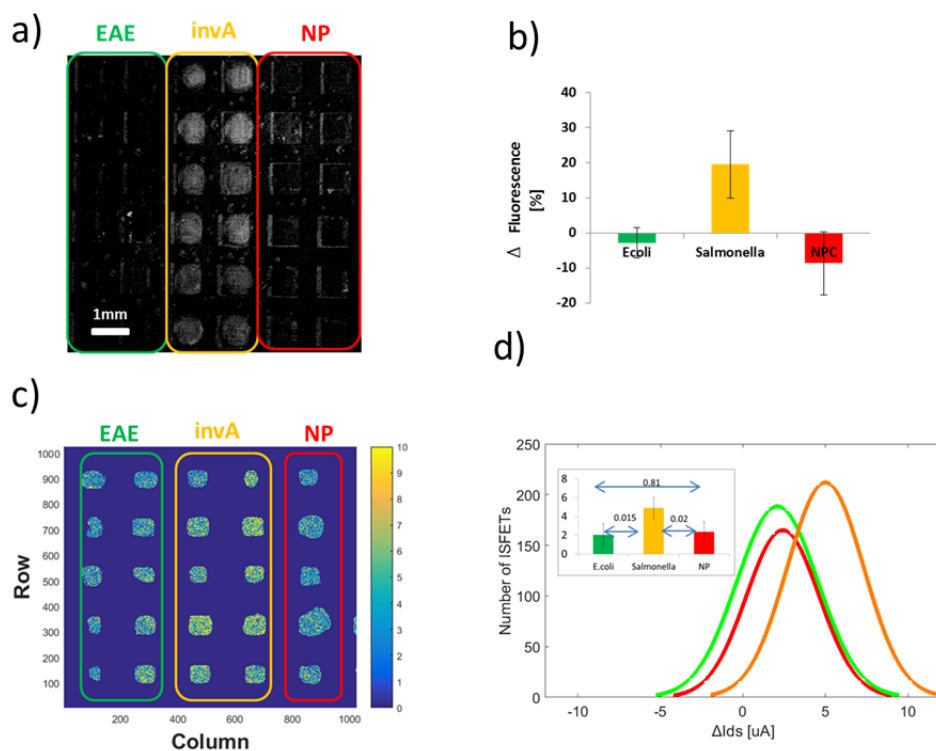 a)
EAE invA NP
1mm
b)
40
30
20
10
0
-10
-20
Δ Fluorescence
[%]
Ecoli Salmonella NPC
c)
EAE invA NP
1000
900
800
700
600
500
400
300
200
100
Row
200 400 600 800 1000
Column
10
9
8
7
6
5
4
3
2
1
0
d)
250
200
150
100
50
0
Number of ISFETs
-10 -5 0 5 10
ΔIds [uA]
8
6
4
2
0
0.81
0.015 0.02
E.coli Salmonella NP